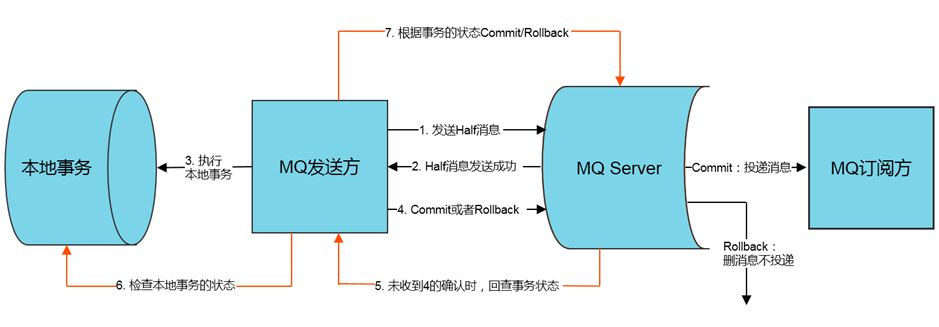 7. 根据事务的状态Commit/Rollback
本地事务
3. 执行
本地事务
MQ发送方
1. 发送Half消息
2. Half消息发送成功
4. Commit或者Rollback
MQ Server
Commit：投递消息
MQ订阅方
Rollback：
删消息不投递
6. 检查本地事务的状态
5. 未收到4的确认时，回查事务状态